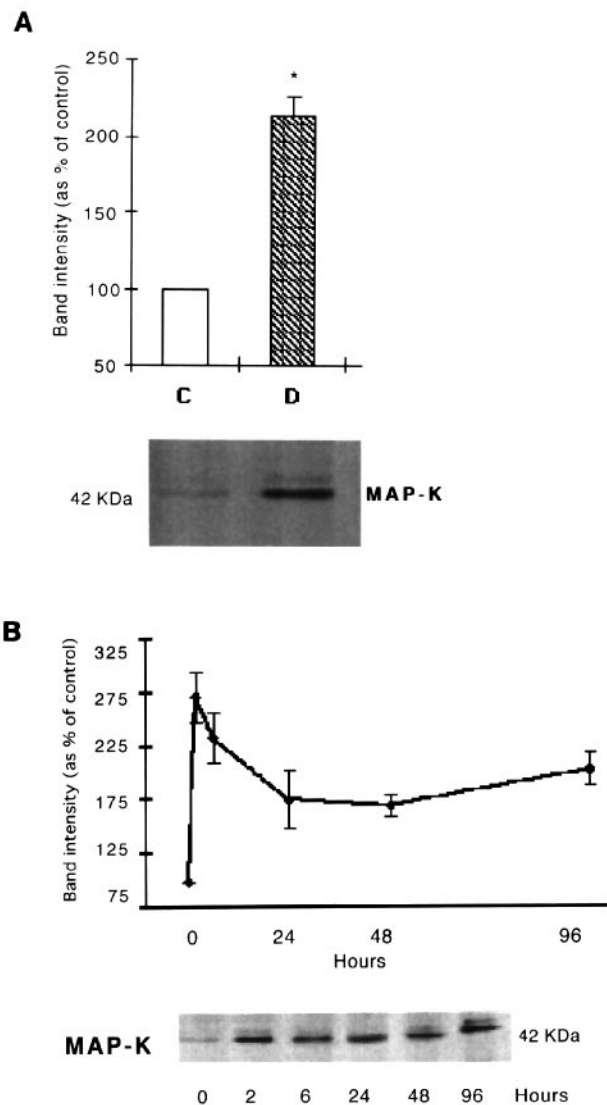 A
Band intensity (as % of control)
250
200
150
100
50
*
C D
42 KDa
MAP-K
B
Band intensity (as % of control)
325
275
225
175
125
75
0 24 48 96
Hours
MAP-K
42 KDa
0 2 6 24 48 96 Hours